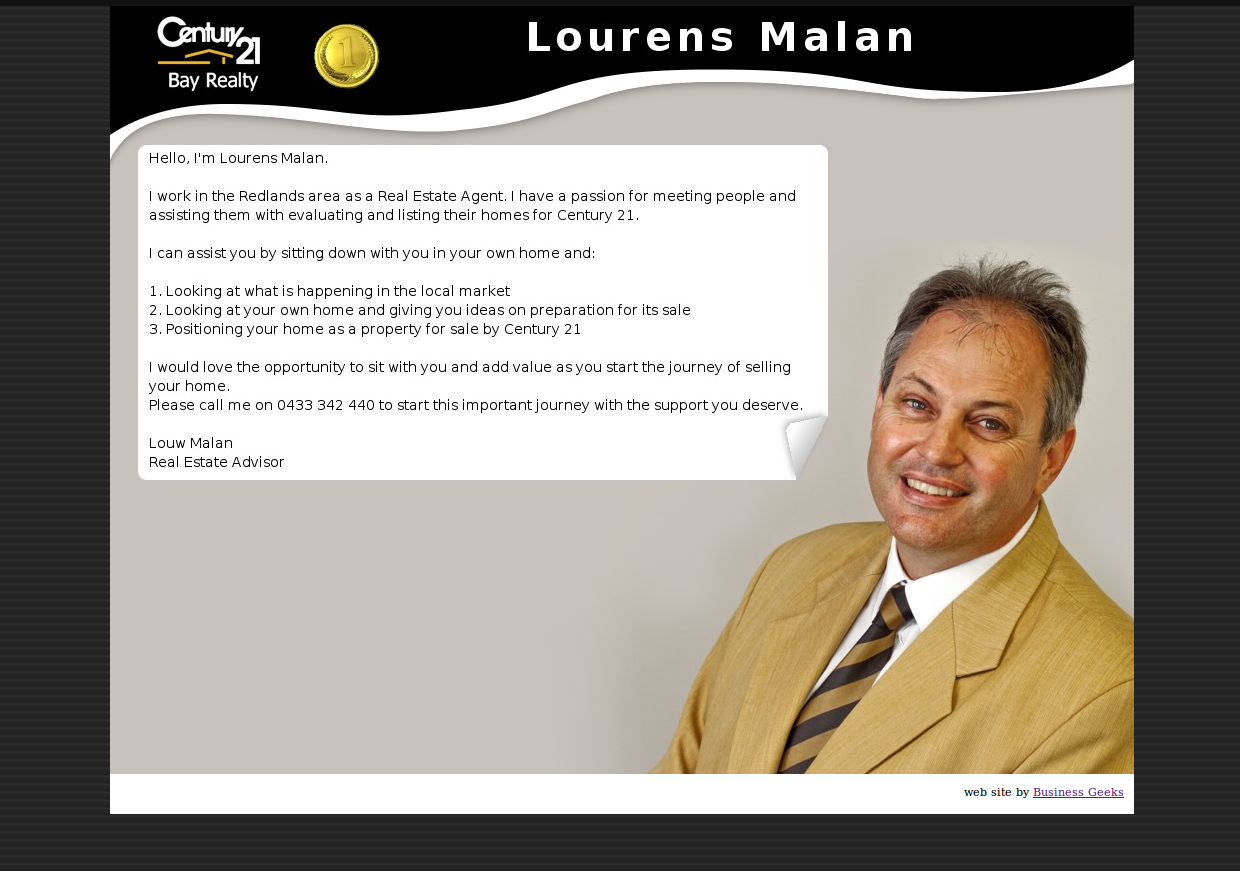 Century 21
Bay Realty
1
Lourens Malan
Hello, I'm Lourens Malan.
I work in the Redlands area as a Real Estate Agent. I have a passion for meeting people and
assisting them with evaluating and listing their homes for Century 21.
I can assist you by sitting down with you in your own home and:
1. Looking at what is happening in the local market
2. Looking at your own home and giving you ideas on preparation for its sale
3. Positioning your home as a property for sale by Century 21
I would love the opportunity to sit with you and add value as you start the journey of selling
your home.
Please call me on 0433 342 440 to start this important journey with the support you deserve.
Louw Malan
Real Estate Advisor
web site by Business Geeks